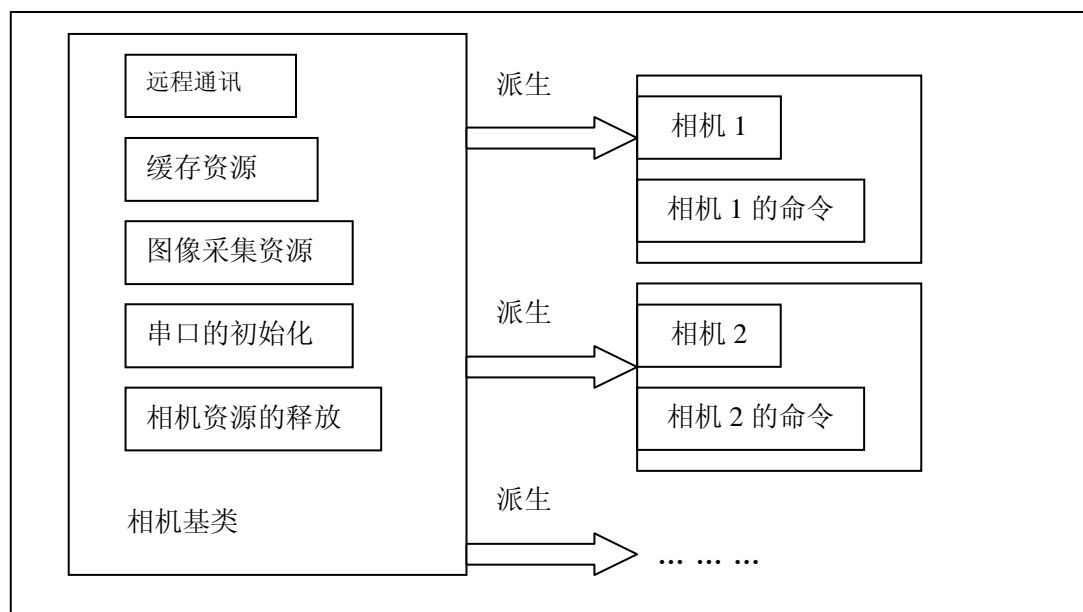 远程通讯
缓存资源
图像采集资源
串口的初始化
相机资源的释放
相机基类
派生
相机 1
相机 1 的命令
派生
相机 2
相机 2 的命令
派生
... ... ...